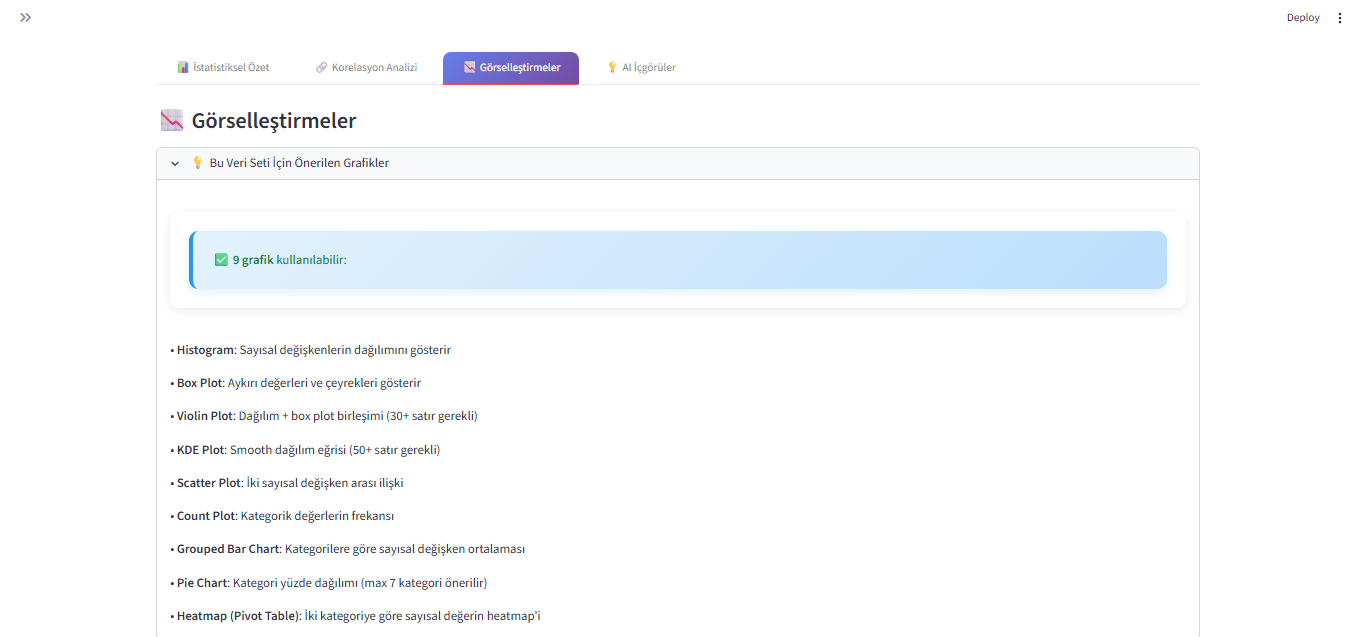 Deploy
İstatistiksel Özet
Korelasyon Analizi
Görselleştirmeler
AI İçgörüler
Görselleştirmeler
Bu Veri Seti İçin Önerilen Grafikler
9 grafik kullanılabilir:
• Histogram: Sayısal değişkenlerin dağılımını gösterir
• Box Plot: Aykırı değerleri ve çeyrekleri gösterir
• Violin Plot: Dağılım + box plot birleşimi (30+ satır gerekli)
• KDE Plot: Smooth dağılım eğrisi (50+ satır gerekli)
• Scatter Plot: İki sayısal değişken arası ilişki
• Count Plot: Kategorik değerlerin frekansı
• Grouped Bar Chart: Kategorilere göre sayısal değişken ortalaması
• Pie Chart: Kategori yüzde dağılımı (max 7 kategori önerilir)
• Heatmap (Pivot Table): İki kategoriye göre sayısal değerin heatmap'i